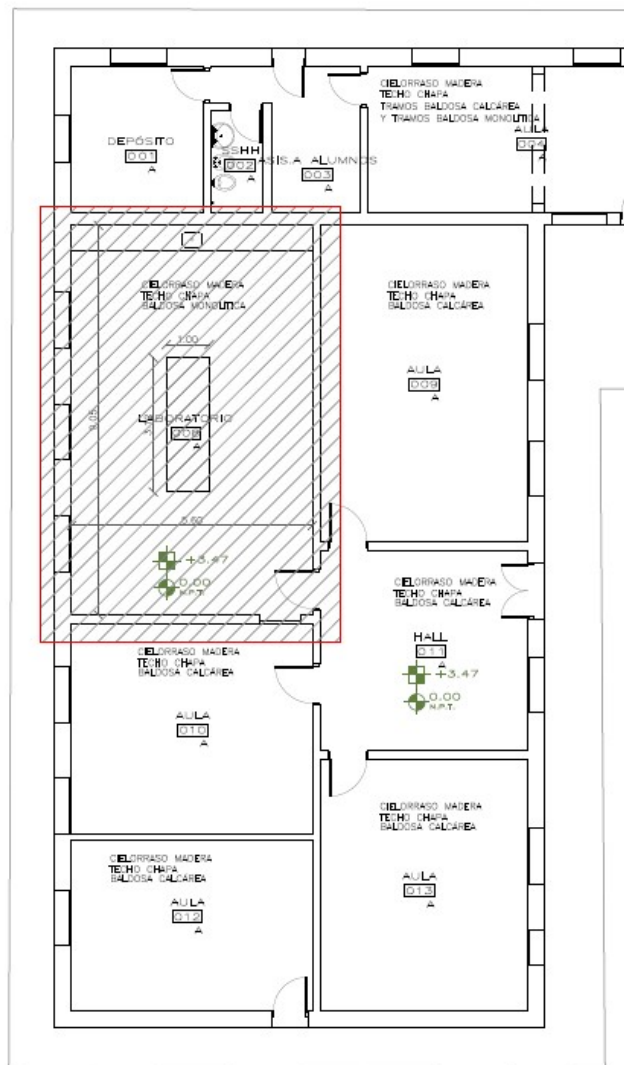 DEPÓSITO
001
A
SSHH
002
A
ASIS.A ALUMNOS
003
A
CIELORRASO MADERA
TECHO CHAPA
TRAMOS BALDOSA CALCÁREA
Y TRAMOS BALDOSA MONOLITICA
AULA
004
A
CIELORRASO MADERA
TECHO CHAPA
BALDOSA MONOLITICA
1.00
LABORATORIO
A
5.60
+3.47
0.00
N.P.T.
CIELORRASO MADERA
TECHO CHAPA
BALDOSA CALCÁREA
AULA
009
A
CIELORRASO MADERA
TECHO CHAPA
BALDOSA CALCÁREA
HALL
011
A
+3.47
0.00
N.P.T.
CIELORRASO MADERA
TECHO CHAPA
BALDOSA CALCÁREA
AULA
010
A
CIELORRASO MADERA
TECHO CHAPA
BALDOSA CALCÁREA
AULA
012
A
CIELORRASO MADERA
TECHO CHAPA
BALDOSA CALCÁREA
AULA
013
A